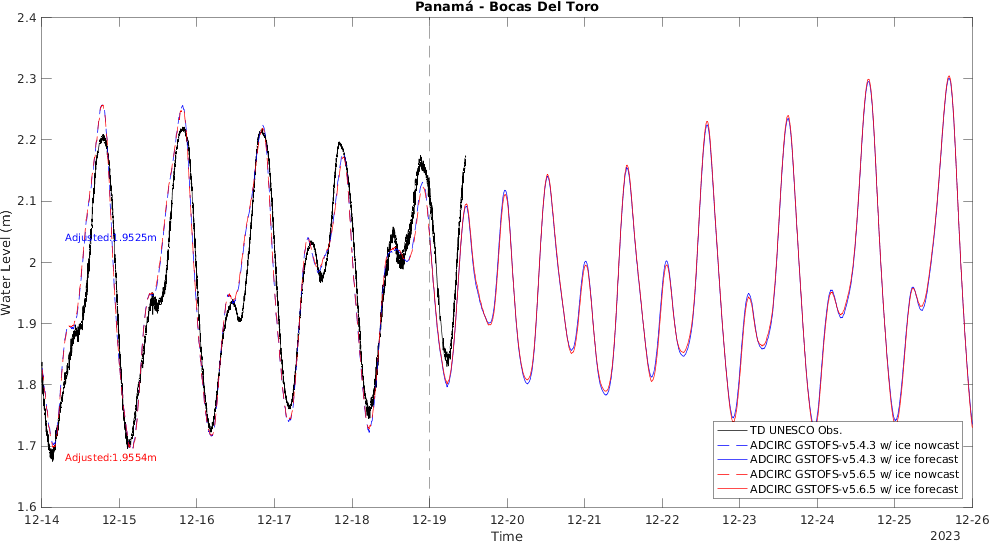 Panamá - Bocas Del Toro
2.4
2.3
2.2
2.1
2
1.9
1.8
1.7
1.6
Water Level (m)
Adjusted:1.9525m
Adjusted:1.9554m
TD UNESCO Obs.
ADCIRC GSTOFS-v5.4.3 w/ ice nowcast
ADCIRC GSTOFS-v5.4.3 w/ ice forecast
ADCIRC GSTOFS-v5.6.5 w/ ice nowcast
ADCIRC GSTOFS-v5.6.5 w/ ice forecast
12-14 12-15 12-16 12-17 12-18 12-19 12-20 12-21 12-22 12-23 12-24 12-25 12-26
Time
2023